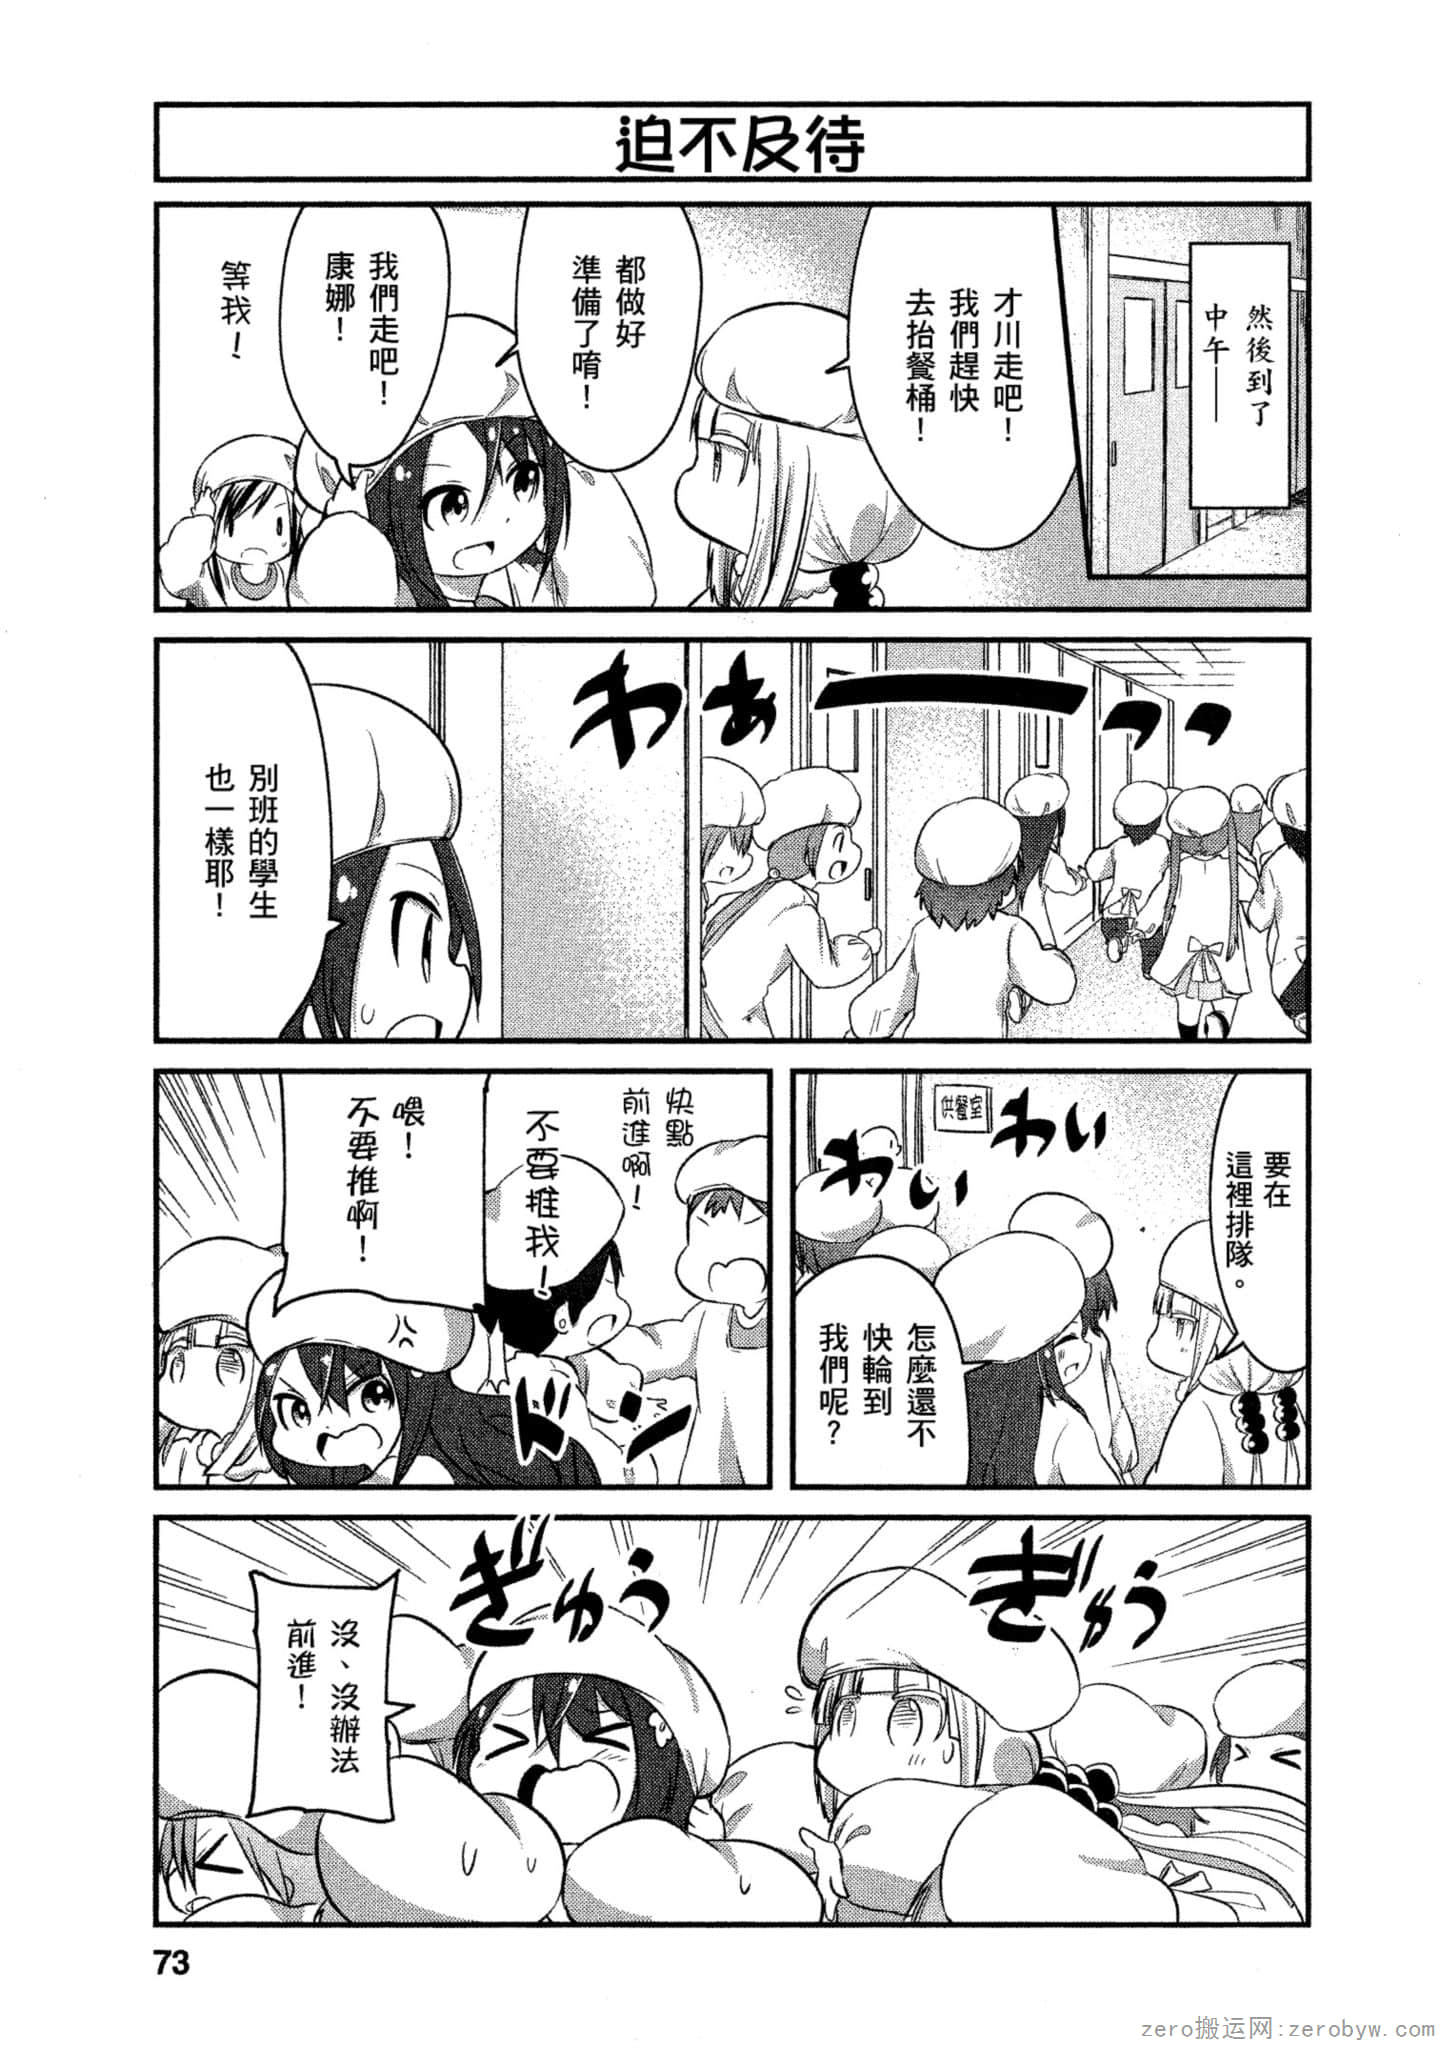 迫不及待
然後到了
中午——
才川走吧！
我們趕快
去抬餐桶！
都做好
準備了唷！
我們走吧！
康娜！
等我！
わぁーーーっっ
別班的學生
也一樣耶！
要在
這裡排隊。
供餐室
わい
わい
怎麼還不
快輪到
我們呢？
快點
前進啊！
不要推我！
喂！
不要推啊！
ドン
ぎゅう
ぎゅう
沒、沒辦法
前進！
73
zero搬运网:zerobyw.com